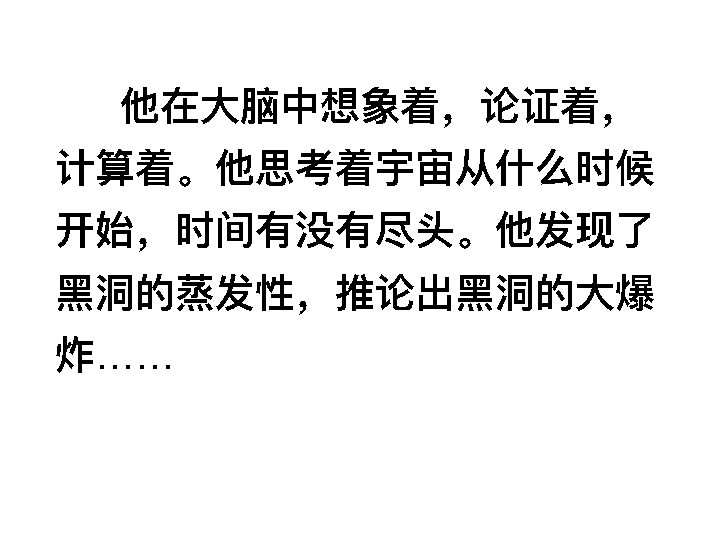 他在大脑中想象着，论证着，
计算着。他思考着宇宙从什么时候
开始，时间有没有尽头。他发现了
黑洞的蒸发性，推论出黑洞的大爆
炸……